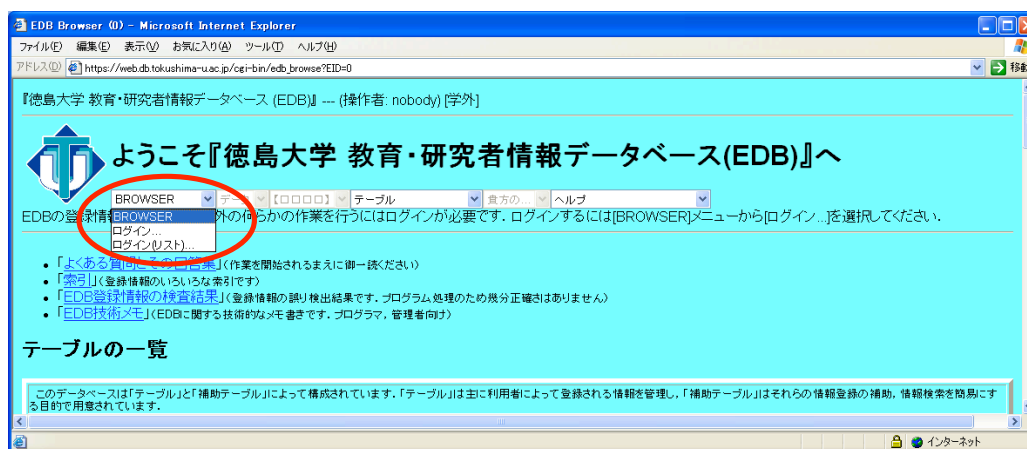 EDB Browser (0) - Microsoft Internet Explorer
ファイル(F) 編集(E) 表示(V) お気に入り(A) ツール(T) ヘルプ(H)
アドレス(D) https://web.db.tokushima-u.ac.jp/cgi-bin/edb_browse?EID=0 移動
『徳島大学 教育・研究者情報データベース (EDB)』 --- (操作者: nobody) [学外]
ようこそ『徳島大学 教育・研究者情報データベース(EDB)』へ
BROWSER データ 【□□□□】 テーブル 貴方の... ヘルプ
EDBの登録情 外の何らかの作業を行うにはログインが必要です. ログインするには[BROWSER]メニューから[ログイン...]を選択してください.
BROWSER
ログイン...
ログイン(リスト)...
「よくある質問とその回答集」(作業を開始されるまえに御一読ください)
「索引」(登録情報のいろいろな索引です)
「EDB登録情報の検査結果」(登録情報の誤り検出結果です. プログラム処理のため幾分正確さはありません)
「EDB技術メモ」(EDBに関する技術的なメモ書きです. プログラマ, 管理者向け)
テーブルの一覧
このデータベースは「テーブル」と「補助テーブル」によって構成されています. 「テーブル」は主に利用者によって登録される情報を管理し, 「補助テーブル」はそれらの情報登録の補助, 情報検索を簡易にす
る目的で用意されています.
インターネット